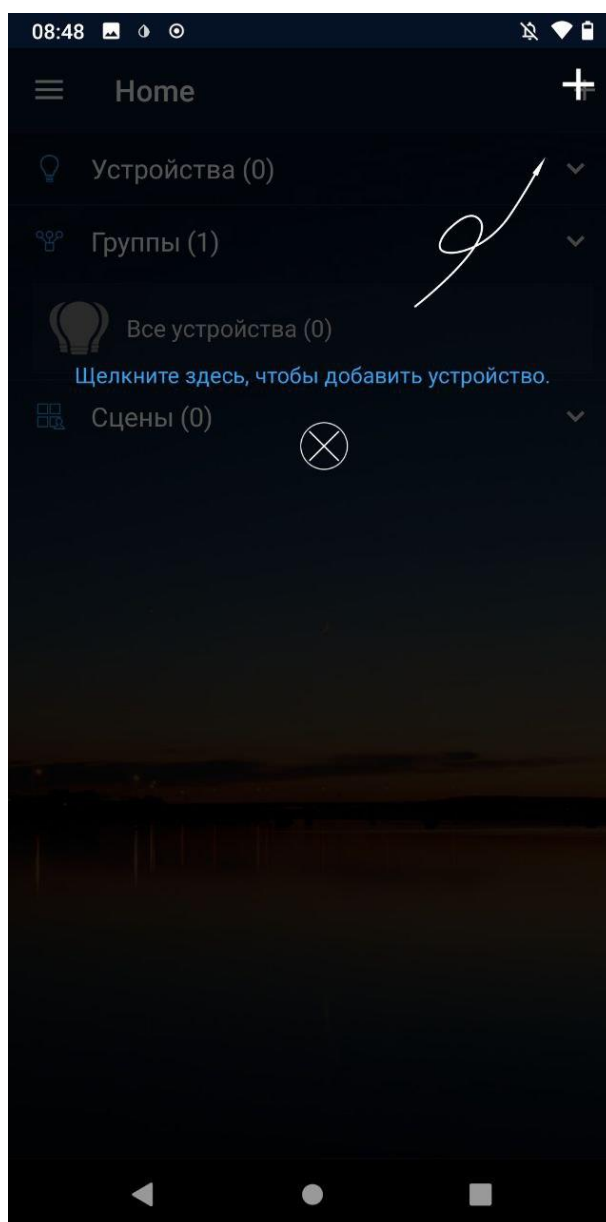 08:48
Home
Устройства (0)
Группы (1)
Все устройства (0)
Щелкните здесь, чтобы добавить устройство.
Сцены (0)